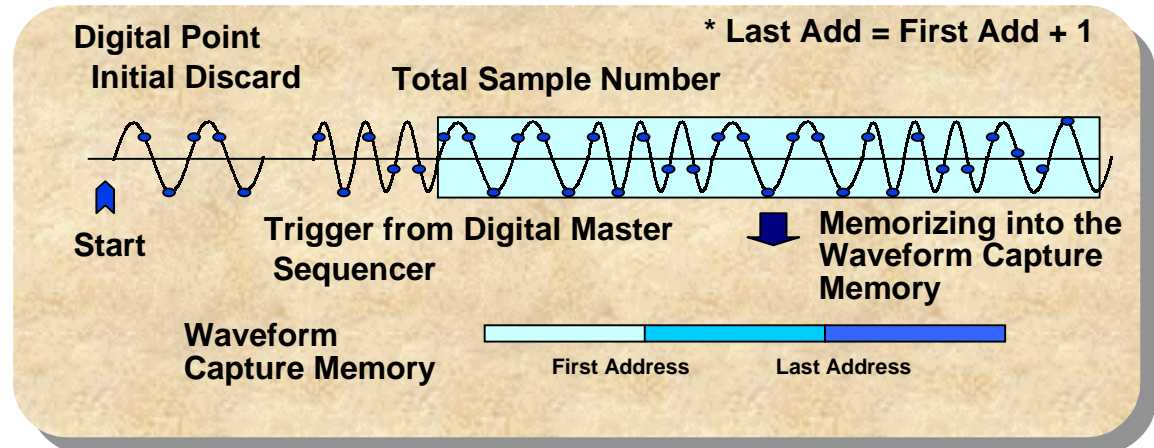 Digital Point
Initial Discard
* Last Add = First Add + 1
Total Sample Number
Start
Trigger from Digital Master
Sequencer
Memorizing into the
Waveform Capture
Memory
Waveform
Capture Memory
First Address
Last Address